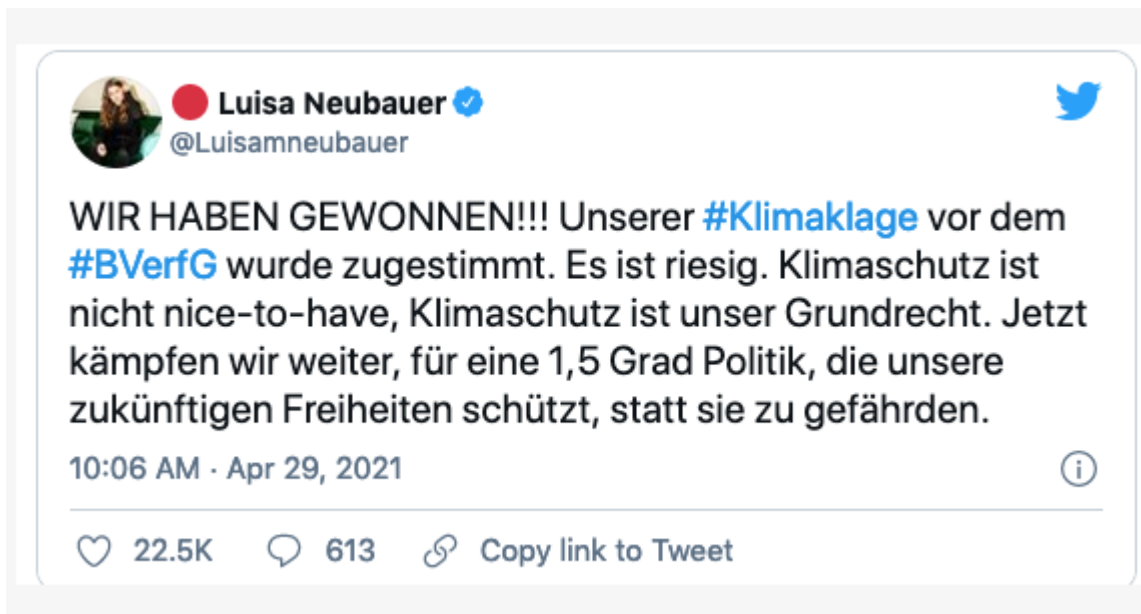 Luisa Neubauer
@Luisamneubauer
WIR HABEN GEWONNEN!!! Unserer #Klimaklage vor dem
#BVerfG wurde zugestimmt. Es ist riesig. Klimaschutz ist
nicht nice-to-have, Klimaschutz ist unser Grundrecht. Jetzt
kämpfen wir weiter, für eine 1,5 Grad Politik, die unsere
zukünftigen Freiheiten schützt, statt sie zu gefährden.
10:06 AM · Apr 29, 2021
22.5K 613 Copy link to Tweet